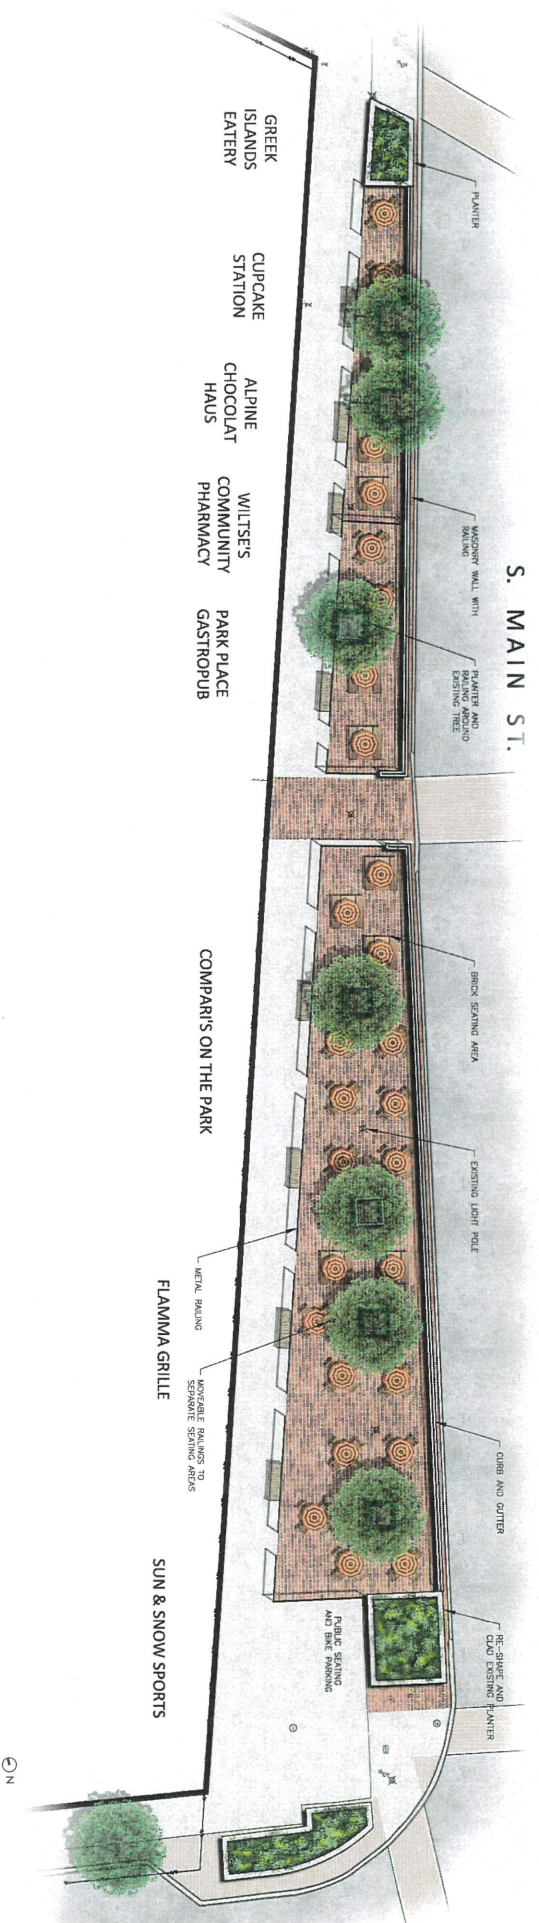 S. MAIN ST.
PLANTER
MASONRY WALL WITH
RAILING
PLANTER AND
RAILING AROUND
EXISTING TREE
BRICK SEATING AREA
EXISTING LIGHT POLE
CURB AND GUTTER
RE-SHAPE AND
CLAD EXISTING PLANTER
GREEK
ISLANDS
EATERY
CUPCAKE
STATION
ALPINE
CHOCOLAT
HAUS
WILTSE'S
COMMUNITY
PHARMACY
PARK PLACE
GASTROPUB
COMPARI'S ON THE PARK
METAL RAILING
FLAMMA GRILLE
MOVEABLE RAILINGS TO
SEPARATE SEATING AREAS
SUN & SNOW SPORTS
PUBLIC SEATING
AND BIKE PARKING
N